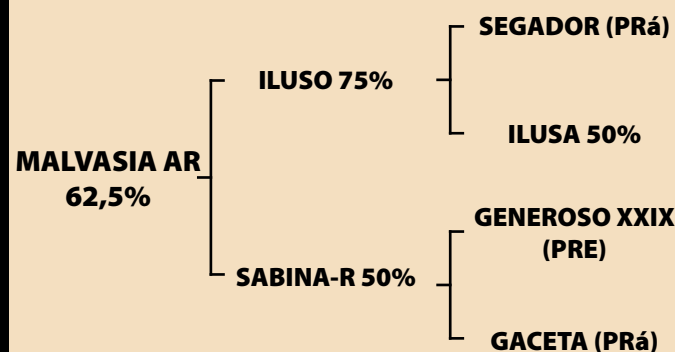 SEGADOR (PRá)
ILUSO 75%
ILUSA 50%
MALVASIA AR
62,5%
GENEROSO XXIX
(PRE)
SABINA-R 50%
GACETA (PRá)